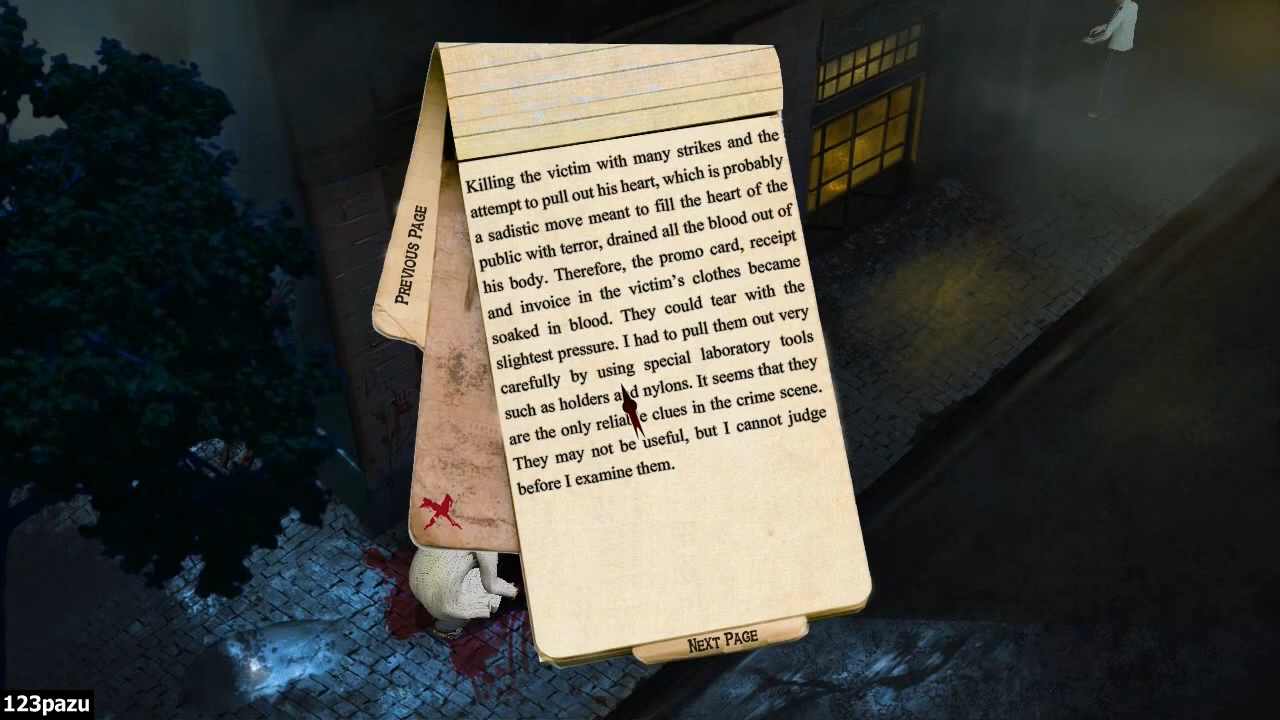 Killing the victim with many strikes and the
attempt to pull out his heart, which is probably
a sadistic move meant to fill the heart of the
public with terror, drained all the blood out of
his body. Therefore, the promo card, receipt
and invoice in the victim's clothes became
soaked in blood. They could tear with the
slightest pressure. I had to pull them out very
carefully by using special laboratory tools
such as holders and nylons. It seems that they
are the only reliable clues in the crime scene.
They may not be useful, but I cannot judge
before I examine them.
PREVIOUS PAGE
NEXT PAGE
123pazu